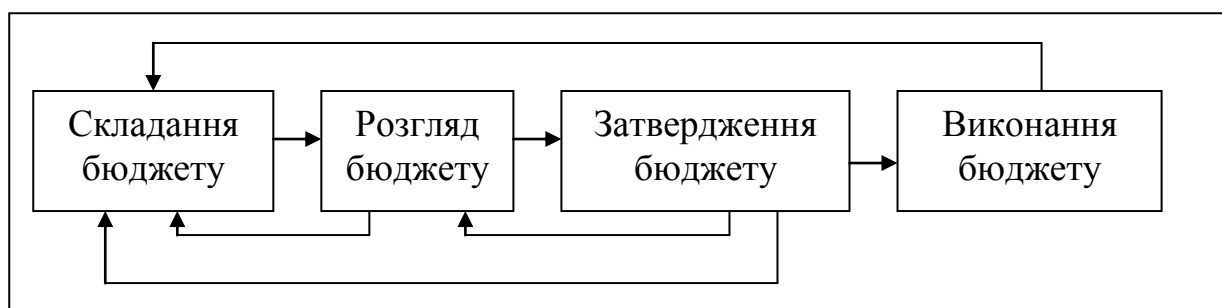 Складання
бюджету
Розгляд
бюджету
Затвердження
бюджету
Виконання
бюджету